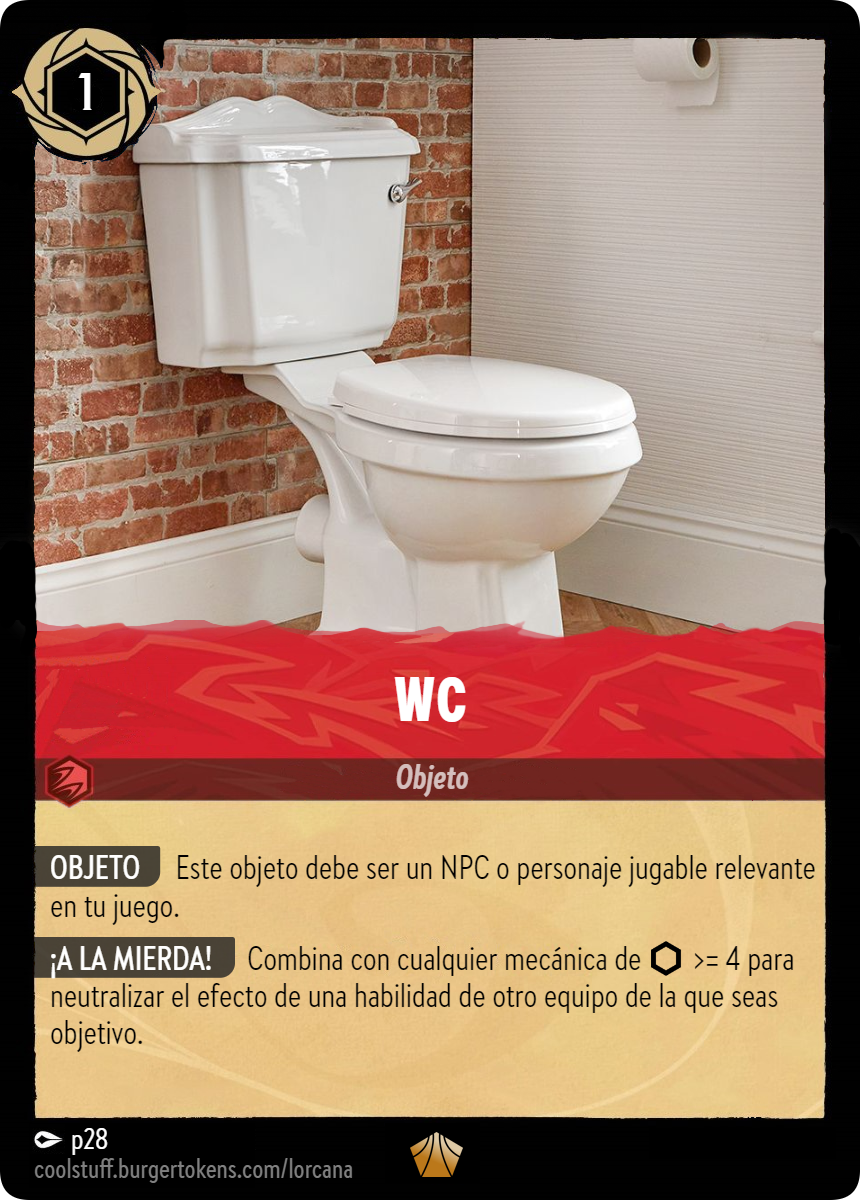 1
WC
Objeto
OBJETO Este objeto debe ser un NPC o personaje jugable relevante
en tu juego.
¡A LA MIERDA! Combina con cualquier mecánica de >= 4 para
neutralizar el efecto de una habilidad de otro equipo de la que seas
objetivo.
p28
coolstuff.burgertokens.com/lorcana